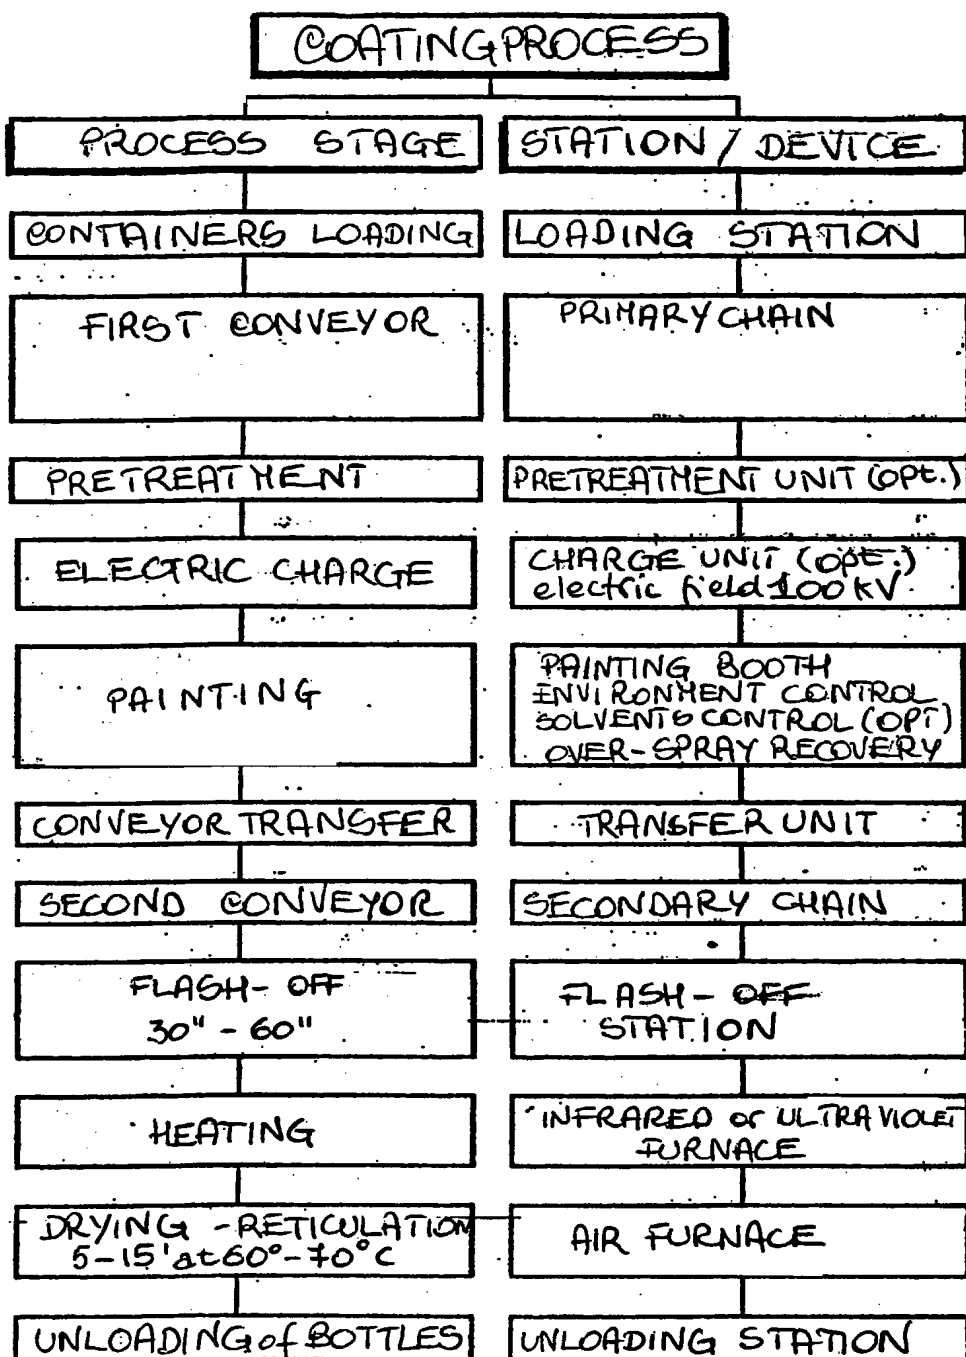 COATING PROCESS
PROCESS STAGE
STATION / DEVICE
CONTAINERS LOADING
LOADING STATION
FIRST CONVEYOR
PRIMARY CHAIN
PRETREATMENT
PRETREATMENT UNIT (OPT.)
ELECTRIC CHARGE
CHARGE UNIT (OPT.)
electric field 100 kV
PAINTING
PAINTING BOOTH
ENVIRONMENT CONTROL
SOLVENTS CONTROL (OPT)
OVER-SPRAY RECOVERY
CONVEYOR TRANSFER
TRANSFER UNIT
SECOND CONVEYOR
SECONDARY CHAIN
FLASH-OFF
30" - 60"
FLASH-OFF
STATION
HEATING
INFRARED or ULTRAVIOLET
FURNACE
DRYING - RETICULATION
5-15' at 60°-70°C
AIR FURNACE
UNLOADING of BOTTLES
UNLOADING STATION